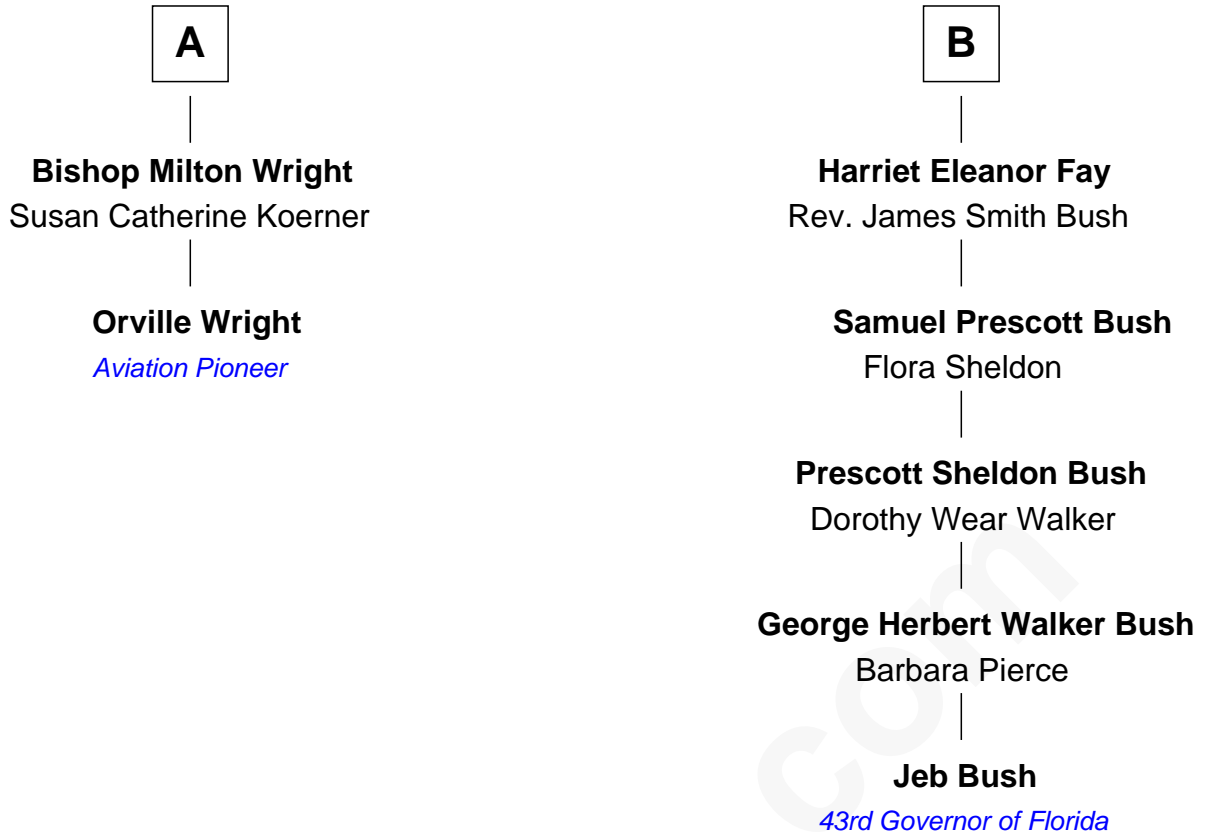 A
Bishop Milton Wright
Susan Catherine Koerner
Orville Wright
Aviation Pioneer
B
Harriet Eleanor Fay
Rev. James Smith Bush
Samuel Prescott Bush
Flora Sheldon
Prescott Sheldon Bush
Dorothy Wear Walker
George Herbert Walker Bush
Barbara Pierce
Jeb Bush
43rd Governor of Florida
com